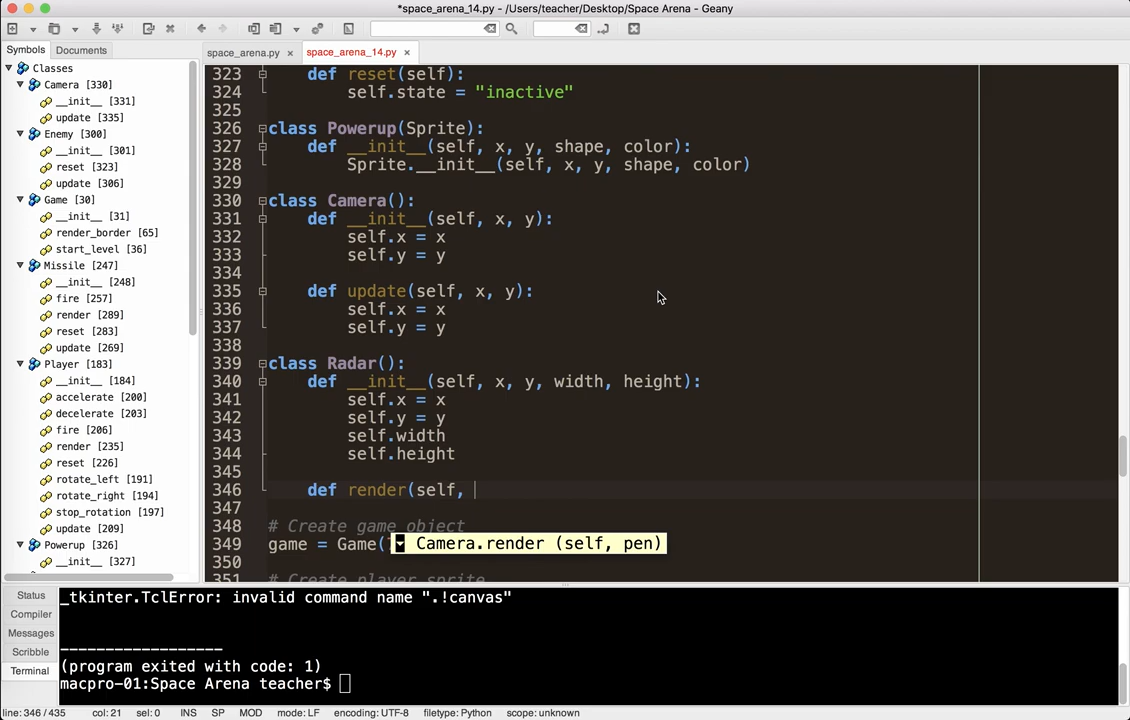 *space_arena_14.py - /Users/teacher/Desktop/Space Arena - Geany
Symbols Documents
space_arena.py × space_arena_14.py ×
Classes
Camera [330]
__init__ [331]
update [335]
Enemy [300]
__init__ [301]
reset [323]
update [306]
Game [30]
__init__ [31]
render_border [65]
start_level [36]
Missile [247]
__init__ [248]
fire [257]
render [289]
reset [283]
update [269]
Player [183]
__init__ [184]
accelerate [200]
decelerate [203]
fire [206]
render [235]
reset [226]
rotate_left [191]
rotate_right [194]
stop_rotation [197]
update [209]
Powerup [326]
__init__ [327]
323 def reset(self):
324 self.state = "inactive"
325
326 class Powerup(Sprite):
327 def __init__(self, x, y, shape, color):
328 Sprite.__init__(self, x, y, shape, color)
329
330 class Camera():
331 def __init__(self, x, y):
332 self.x = x
333 self.y = y
334
335 def update(self, x, y):
336 self.x = x
337 self.y = y
338
339 class Radar():
340 def __init__(self, x, y, width, height):
341 self.x = x
342 self.y = y
343 self.width
344 self.height
345
346 def render(self,
347
348 # Create game object
349 game = Game(
Camera.render (self, pen)
350
351 # Create player sprite
Status
Compiler
Messages
Scribble
Terminal
_tkinter.TclError: invalid command name ".!canvas"
------------------
(program exited with code: 1)
macpro-01:Space Arena teacher$
line: 346 / 435 col: 21 sel: 0 INS SP MOD mode: LF encoding: UTF-8 filetype: Python scope: unknown